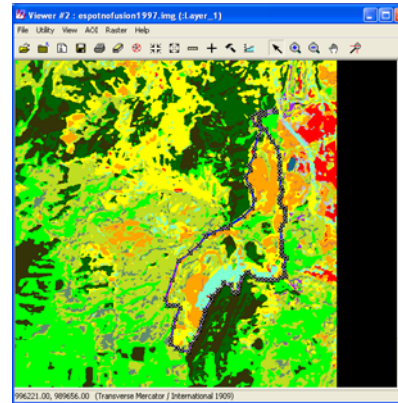 Viewer #2 : espotnofusion1997.img (:Layer_1)
File Utility View AOI Raster Help
996221.00, 989656.00 (Transverse Mercator / International 1909)